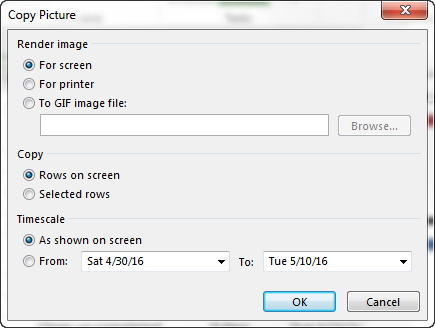 Copy Picture
Render image
For screen
For printer
To GIF image file:
Browse...
Copy
Rows on screen
Selected rows
Timescale
As shown on screen
From: Sat 4/30/16 To: Tue 5/10/16
OK Cancel